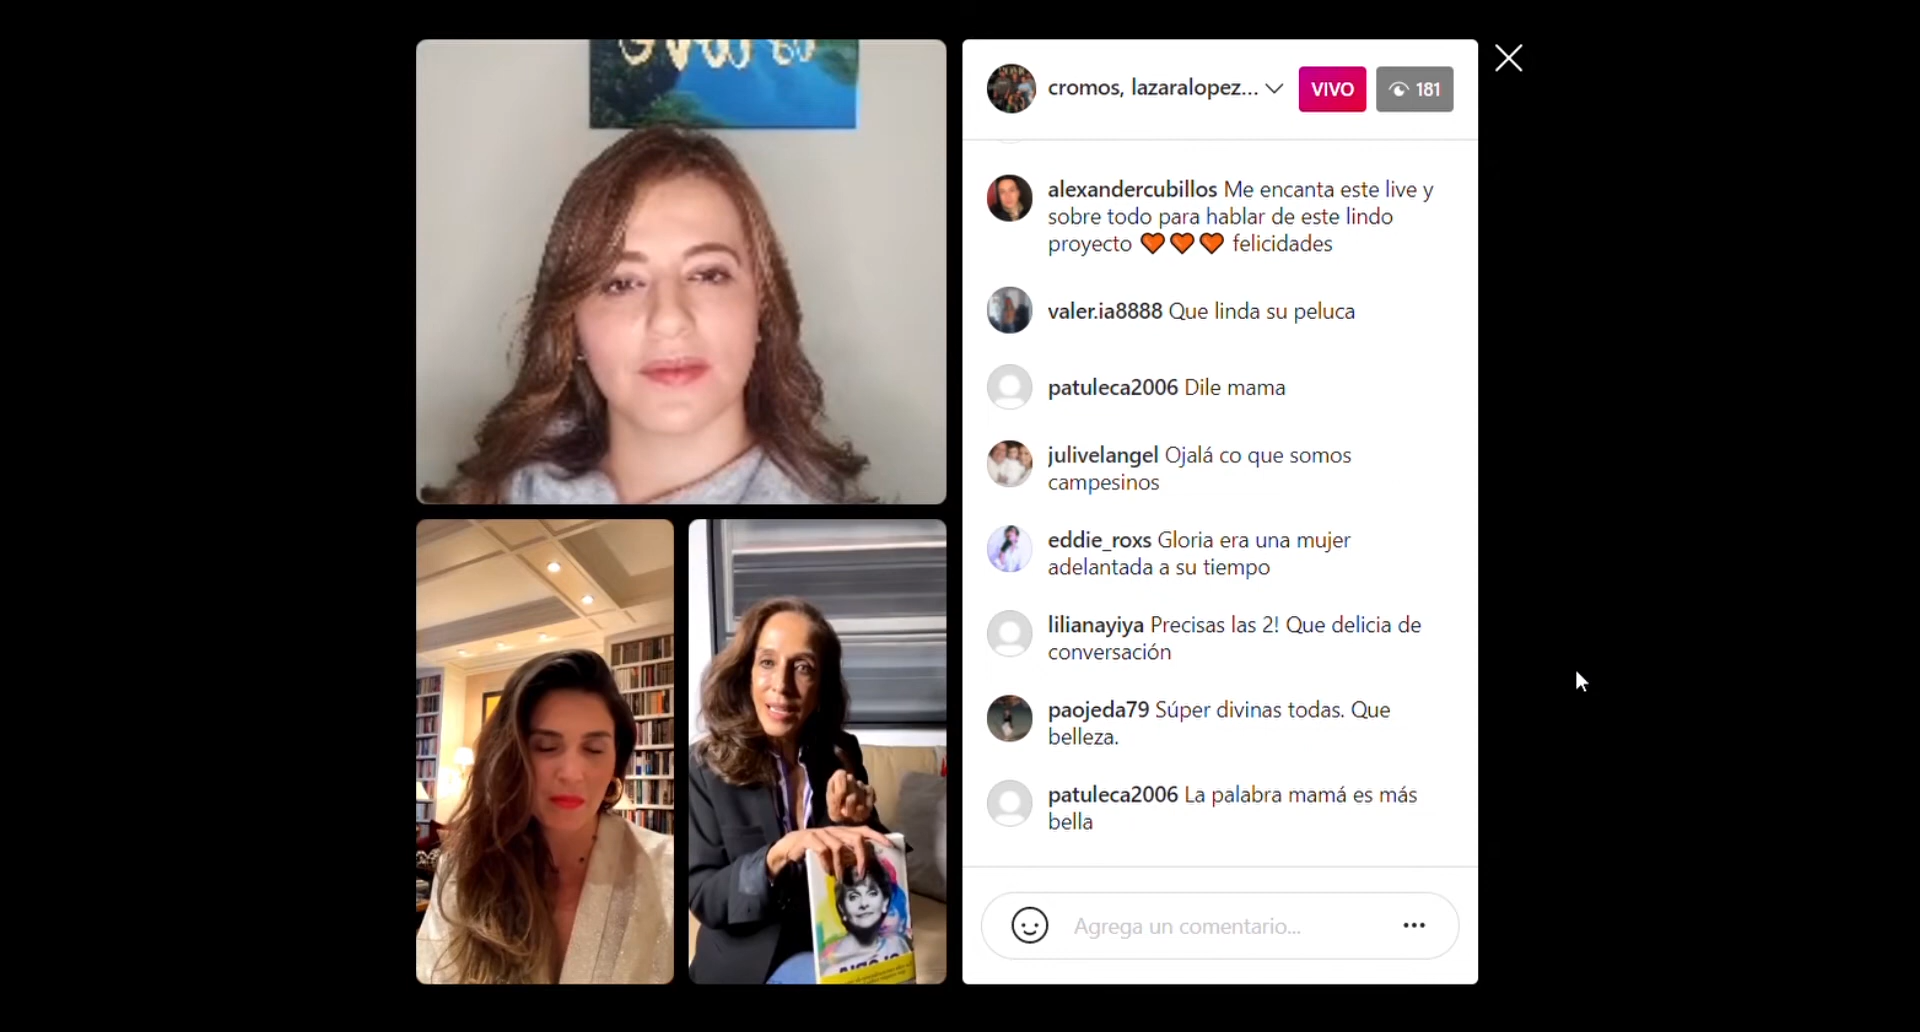 cromos, lazaralopez...
VIVO
181
alexandercubillos Me encanta este live y
sobre todo para hablar de este lindo
proyecto 🧡🧡🧡 felicidades
valer.ia8888 Que linda su peluca
patuleca2006 Dile mama
julivelangel Ojalá co que somos
campesinos
eddie_roxs Gloria era una mujer
adelantada a su tiempo
lilianayiya Precisas las 2! Que delicia de
conversación
paojeda79 Súper divinas todas. Que
belleza.
patuleca2006 La palabra mamá es más
bella
Agrega un comentario...